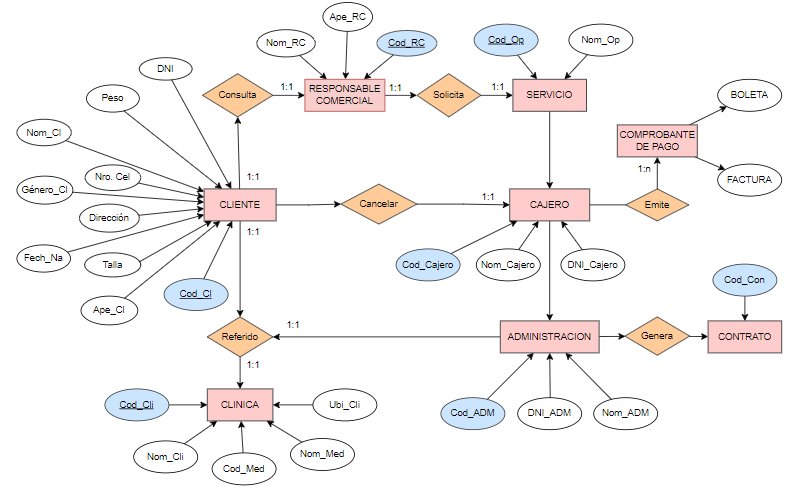 Ape_RC
Nom_RC
Cod_RC
Cod_Op
Nom_Op
DNI
Consulta
1:1
RESPONSABLE
COMERCIAL
1:1
Solicita
1:1
SERVICIO
BOLETA
Peso
Nom_Cl
COMPROBANTE
DE PAGO
Nro. Cel
1:1
1:n
FACTURA
Género_Cl
CLIENTE
Cancelar
1:1
CAJERO
Emite
Dirección
1:1
Fech_Na
Talla
Cod_Cl
Cod_Cajero
Nom_Cajero
DNI_Cajero
Cod_Con
Ape_Cl
Referido
1:1
ADMINISTRACION
Genera
CONTRATO
1:1
Cod_Cli
CLINICA
Ubi_Cli
Cod_ADM
DNI_ADM
Nom_ADM
Nom_Cli
Cod_Med
Nom_Med